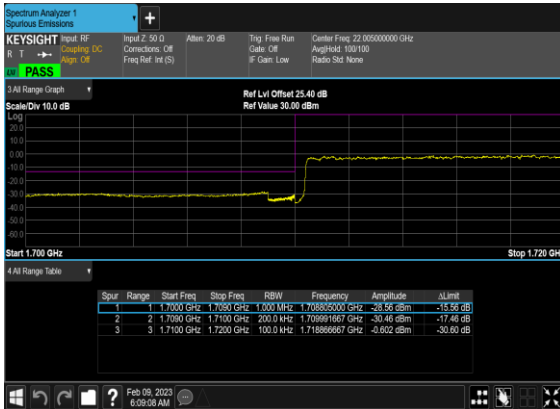 Spectrum Analyzer 1
Spurious Emissions
+
KEYSIGHT Input: RF Input Z: 50 Ω Atten: 20 dB Trig: Free Run Center Freq: 22.005000000 GHz
R T Coupling: DC Corrections: Off Gate: Off Avg|Hold: 100/100
Align: Off Freq Ref: Int (S) IF Gain: Low Radio Std: None
PASS
3 All Range Graph Ref Lvl Offset 25.40 dB
Scale/Div 10.0 dB Ref Value 30.00 dBm
Log
20.0
10.0
0.00
-10.0
-20.0
-30.0
-40.0
-50.0
-60.0
Start 1.700 GHz Stop 1.720 GH
4 All Range Table
Spur Range Start Freq Stop Freq RBW Frequency Amplitude ΔLimit
1 1 1.7000 GHz 1.7090 GHz 1.000 MHz 1.708805000 GHz -28.56 dBm -15.56 dB
2 2 1.7090 GHz 1.7100 GHz 200.0 kHz 1.709991667 GHz -30.46 dBm -17.46 dB
3 3 1.7100 GHz 1.7200 GHz 100.0 kHz 1.718866667 GHz -0.602 dBm -30.60 dB
? Feb 09, 2023
6:09:08 AM